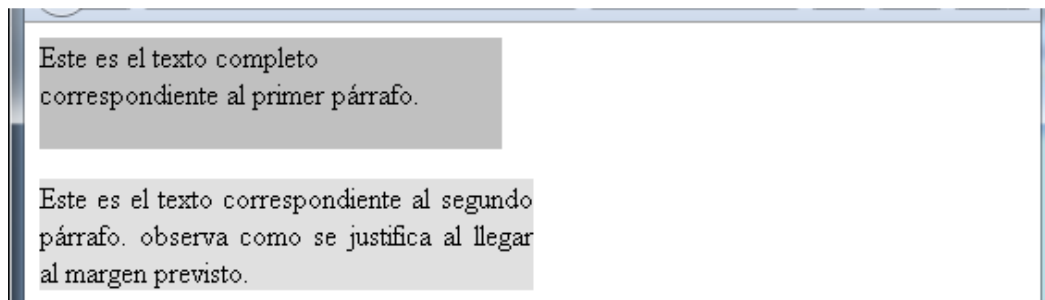 Este es el texto completo
correspondiente al primer párrafo.
Este es el texto correspondiente al segundo
párrafo. observa como se justifica al llegar
al margen previsto.